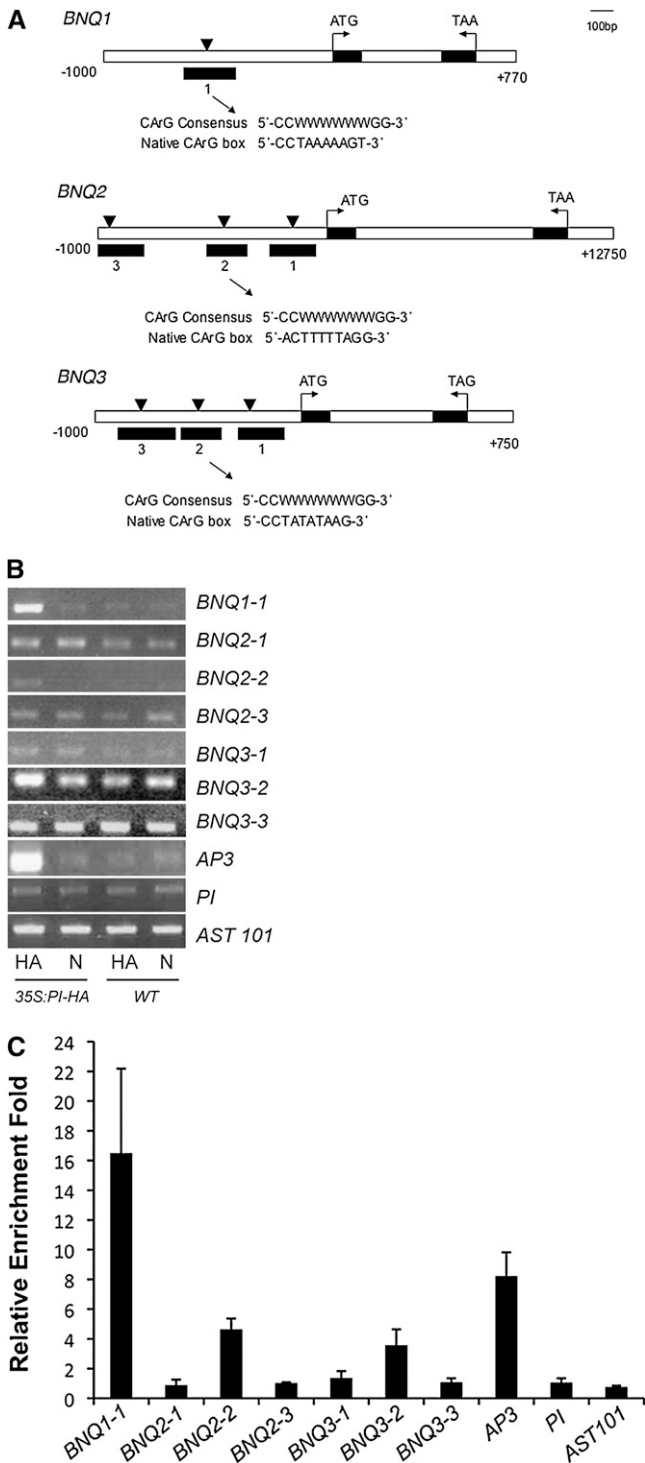 A
BNQ1
ATG
TAA
100bp
-1000
1
+770
CArG Consensus 5'-CCWWWWWWWGG-3'
Native CArG box 5'-CCTAAAAAGT-3'
BNQ2
ATG
TAA
-1000
3
2
1
+12750
CArG Consensus 5'-CCWWWWWWWGG-3'
Native CArG box 5'-ACTTTTTAGG-3'
BNQ3
ATG
TAG
-1000
3
2
1
+750
CArG Consensus 5'-CCWWWWWWWGG-3'
Native CArG box 5'-CCTATATAAG-3'
B
BNQ1-1
BNQ2-1
BNQ2-2
BNQ2-3
BNQ3-1
BNQ3-2
BNQ3-3
AP3
PI
AST 101
HA N HA N
35S:PI-HA WT
C
Relative Enrichment Fold
24
22
20
18
16
14
12
10
8
6
4
2
0
BNQ1-1
BNQ2-1
BNQ2-2
BNQ2-3
BNQ3-1
BNQ3-2
BNQ3-3
AP3
PI
AST101